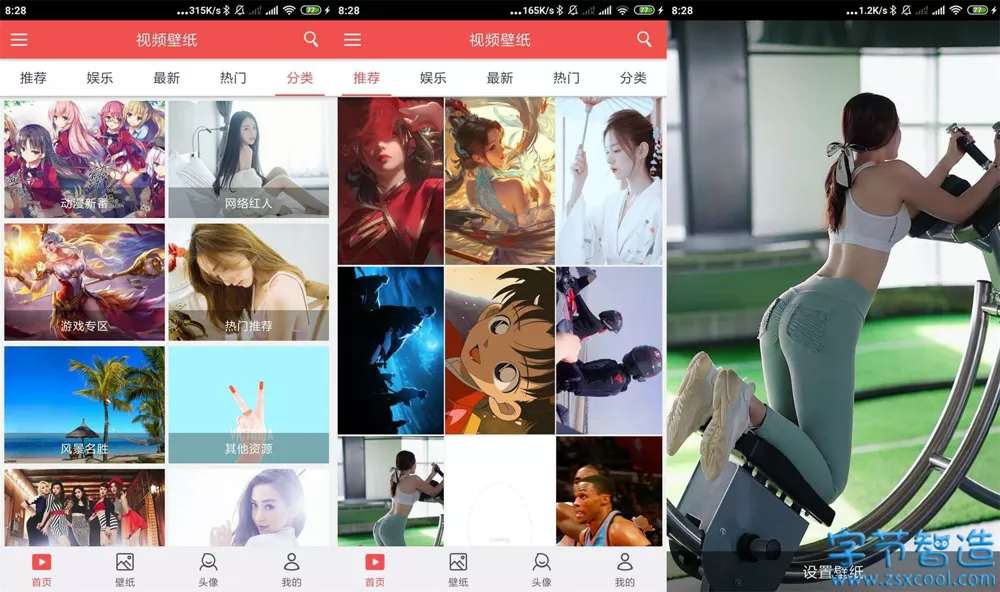 8:28
...315K/s
77
视频壁纸
推荐 娱乐 最新 热门 分类
动漫新番
网络红人
游戏专区
热门推荐
风景名胜
VICTORIA
其他资源
首页 壁纸 头像 我的
8:28
...165K/s
77
视频壁纸
推荐 娱乐 最新 热门 分类
首页 壁纸 头像 我的
8:28
...1.2K/s
77
设置壁纸
字节智造
www.zsxcool.com